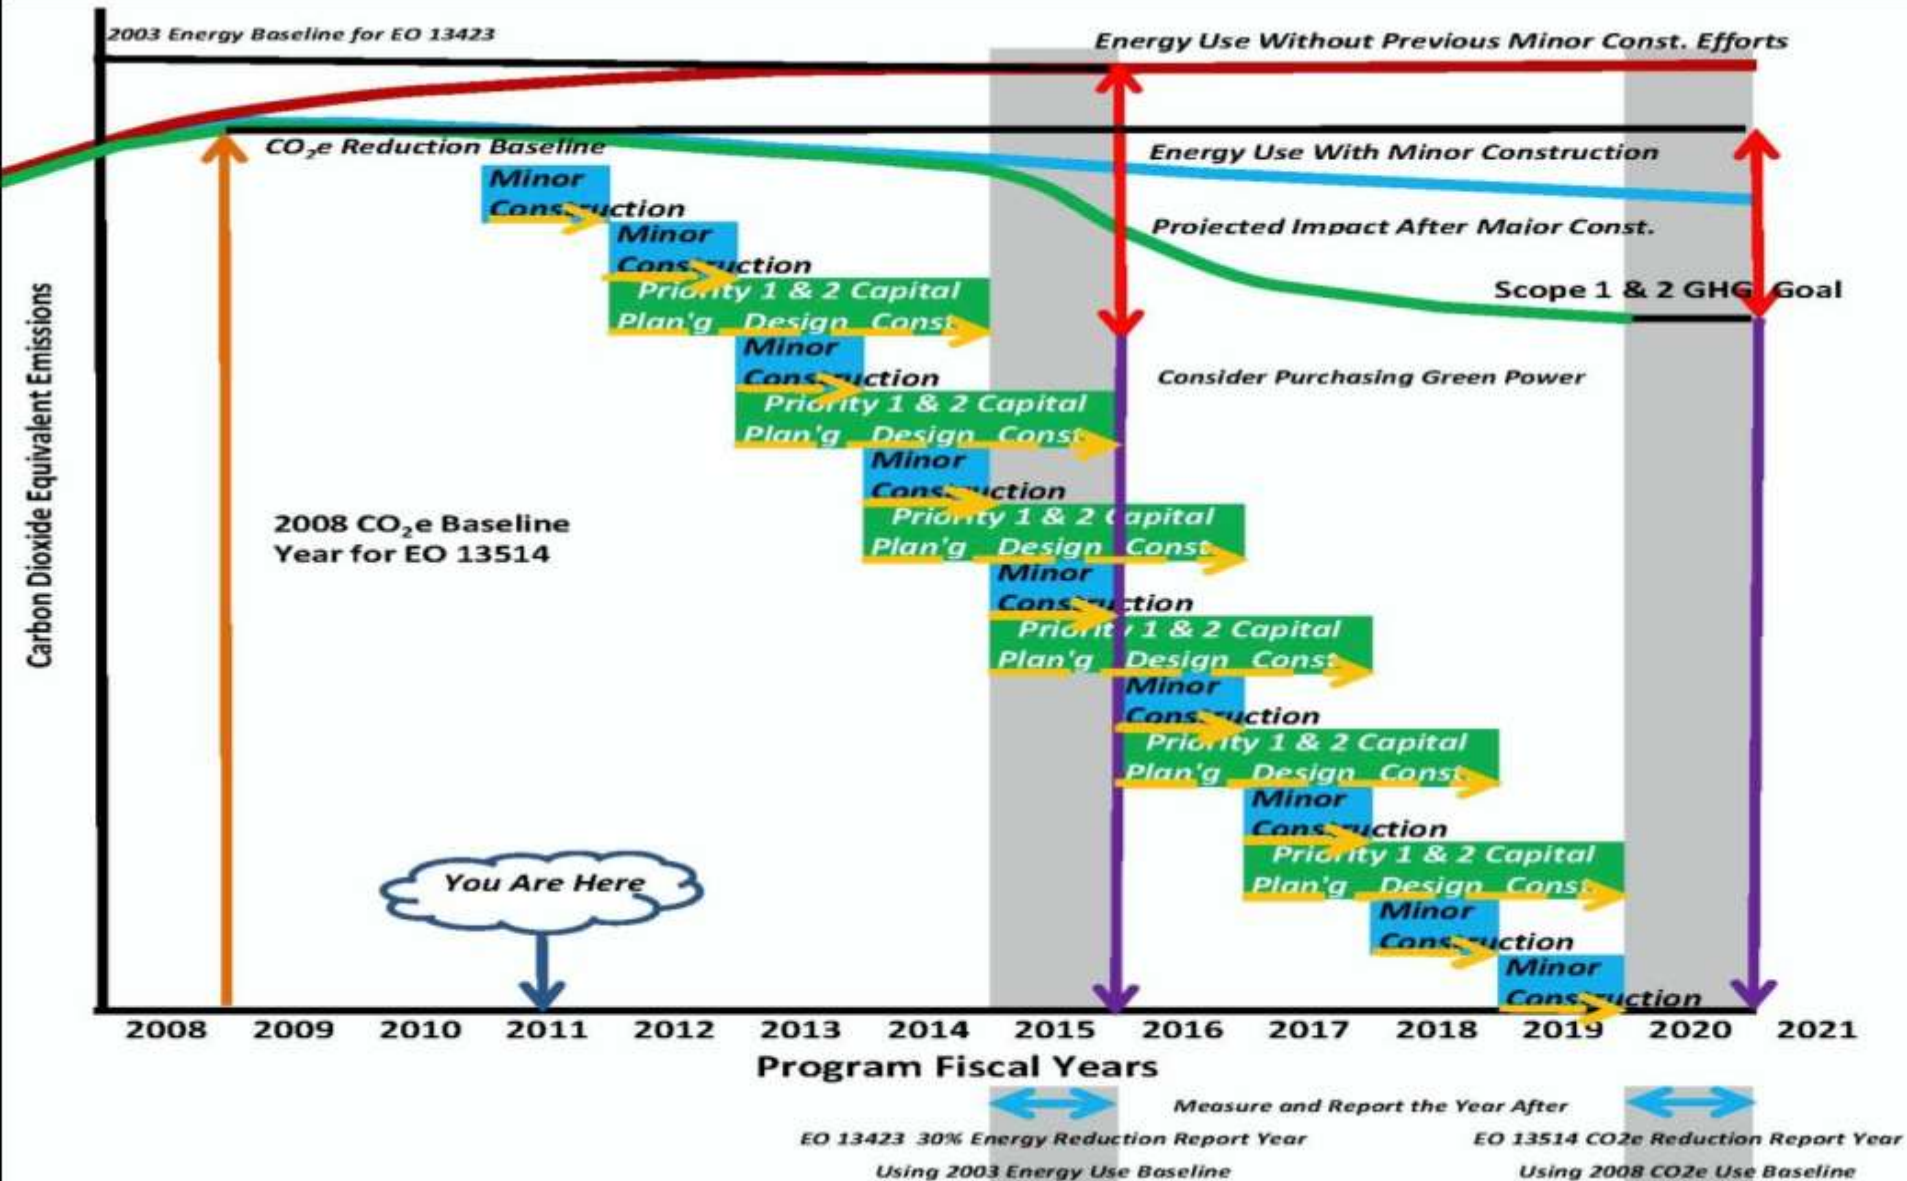 2003 Energy Baseline for EO 13423
Energy Use Without Previous Minor Const. Efforts
CO₂e Reduction Baseline
Energy Use With Minor Construction
Minor
Construction
Projected Impact After Major Const.
Minor
Construction
Priority 1 & 2 Capital
Plan'g Design Const.
Scope 1 & 2 GHG Goal
Minor
Construction
Consider Purchasing Green Power
Priority 1 & 2 Capital
Plan'g Design Const.
Minor
Construction
Priority 1 & 2 Capital
Plan'g Design Const.
2008 CO₂e Baseline
Year for EO 13514
Carbon Dioxide Equivalent Emissions
Minor
Construction
Priority 1 & 2 Capital
Plan'g Design Const.
Minor
Construction
Priority 1 & 2 Capital
Plan'g Design Const.
Minor
Construction
Priority 1 & 2 Capital
Plan'g Design Const.
You Are Here
Minor
Construction
Minor
Construction
2008 2009 2010 2011 2012 2013 2014 2015 2016 2017 2018 2019 2020 2021
Program Fiscal Years
Measure and Report the Year After
EO 13423 30% Energy Reduction Report Year
Using 2003 Energy Use Baseline
EO 13514 CO2e Reduction Report Year
Using 2008 CO2e Use Baseline